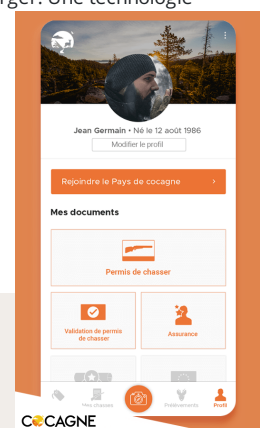 rger. Une technologie
Jean Germain • Né le 12 août 1986
Modifier le profil
Rejoindre le Pays de cocagne
Mes documents
Permis de chasser
Validation de permis
de chasser
Assurance
Mes chasses
Prélèvements
Profil
COCAGNE